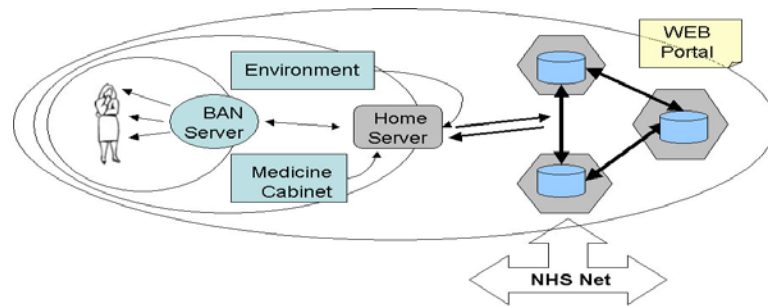 WEB
Portal
Environment
BAN
Server
Home
Server
Medicine
Cabinet
NHS Net